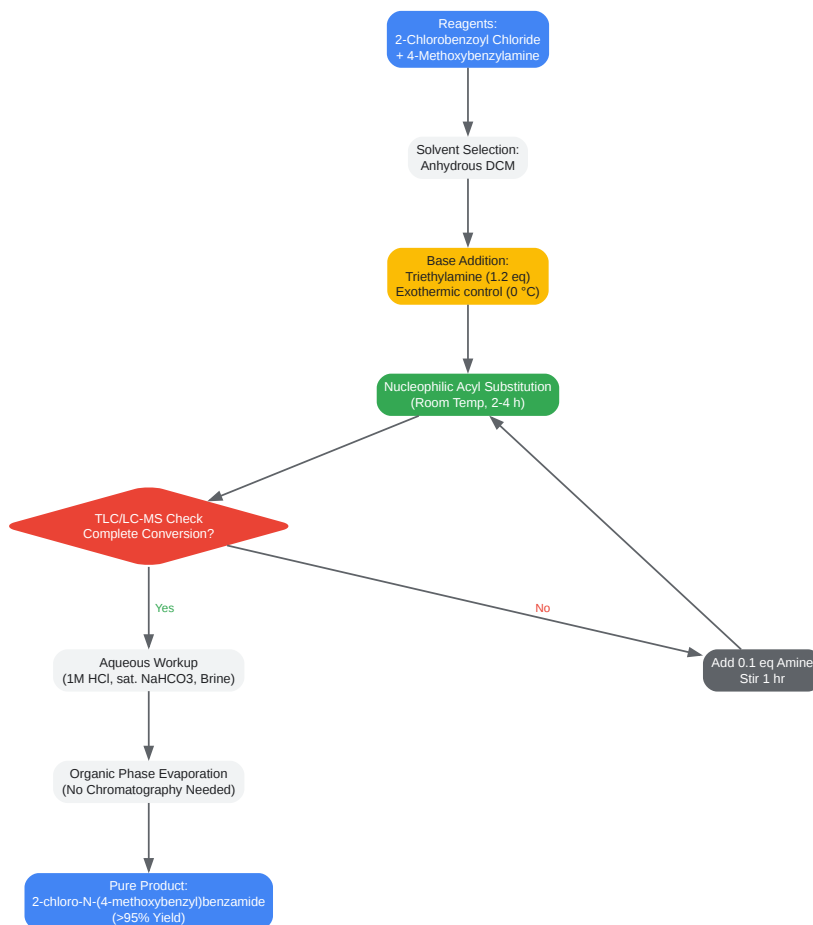 Reagents:
2-Chlorobenzoyl Chloride
+ 4-Methoxybenzylamine
Solvent Selection:
Anhydrous DCM
Base Addition:
Triethylamine (1.2 eq)
Exothermic control (0 °C)
Nucleophilic Acyl Substitution
(Room Temp, 2-4 h)
TLC/LC-MS Check
Complete Conversion?
Yes
No
Aqueous Workup
(1M HCl, sat. NaHCO3, Brine)
Add 0.1 eq Amine
Stir 1 hr
Organic Phase Evaporation
(No Chromatography Needed)
Pure Product:
2-chloro-N-(4-methoxybenzyl)benzamide
(>95% Yield)